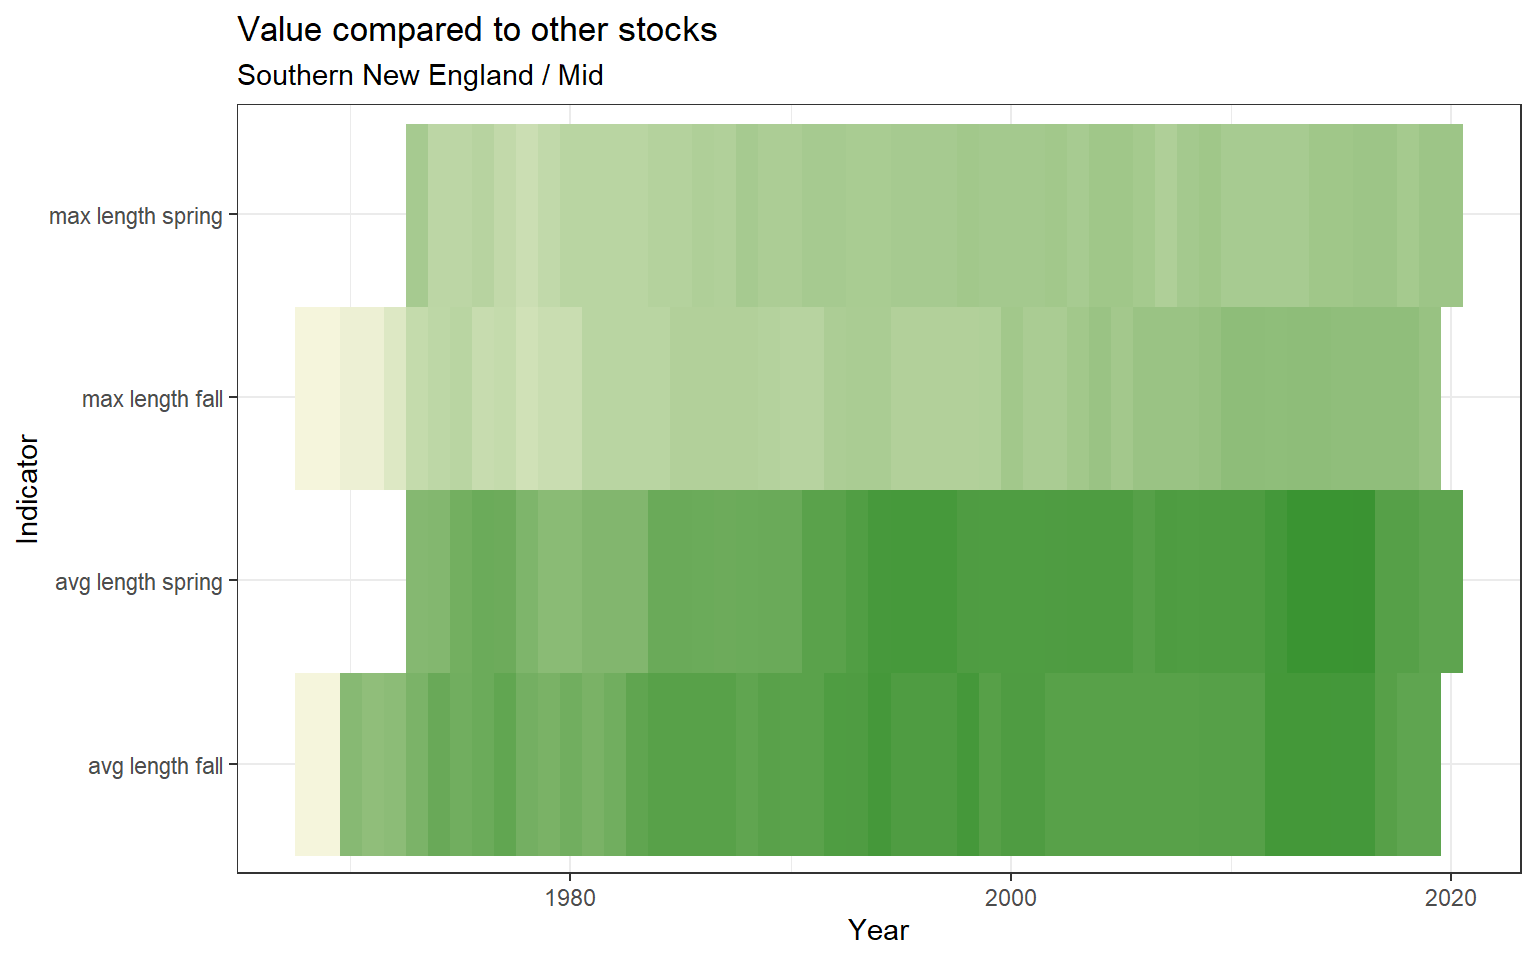 Value compared to other stocks
Southern New England / Mid
max length spring
max length fall
avg length spring
avg length fall
Indicator
1980
2000
2020
Year